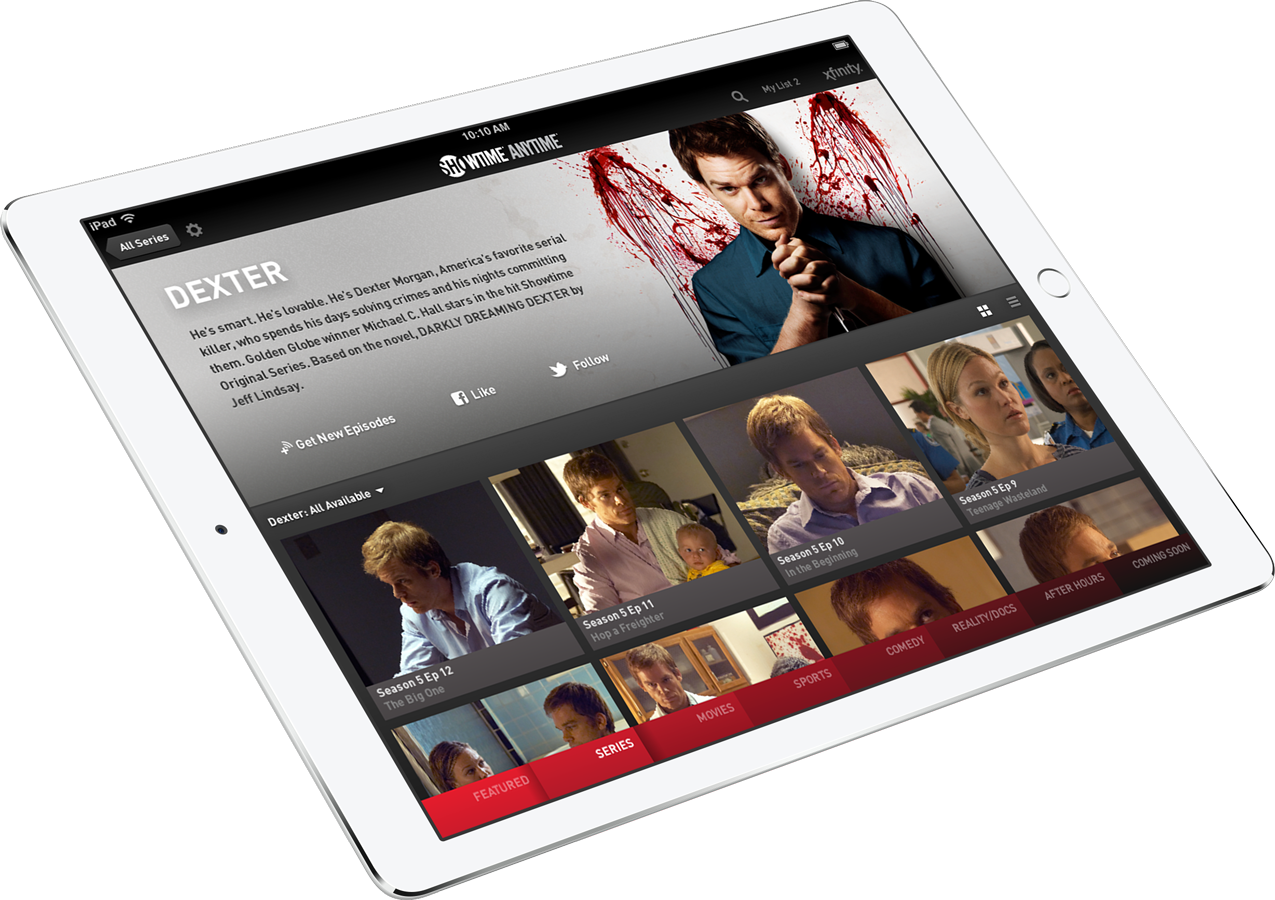 iPad
10:10 AM
All Series
SHOWTIME ANYTIME
My List 2
xfinity
DEXTER
He's smart. He's lovable. He's Dexter Morgan, America's favorite serial
killer, who spends his days solving crimes and his nights committing
them. Golden Globe winner Michael C. Hall stars in the hit Showtime
Original Series. Based on the novel, DARKLY DREAMING DEXTER by
Jeff Lindsay.
Get New Episodes
Like
Follow
Dexter: All Available
Season 5 Ep 12
The Big One
Season 5 Ep 11
Hop a Freighter
Season 5 Ep 10
In the Beginning
Season 5 Ep 9
Teenage Wasteland
FEATURED
SERIES
MOVIES
SPORTS
COMEDY
REALITY/DOCS
AFTER HOURS
COMING SOON